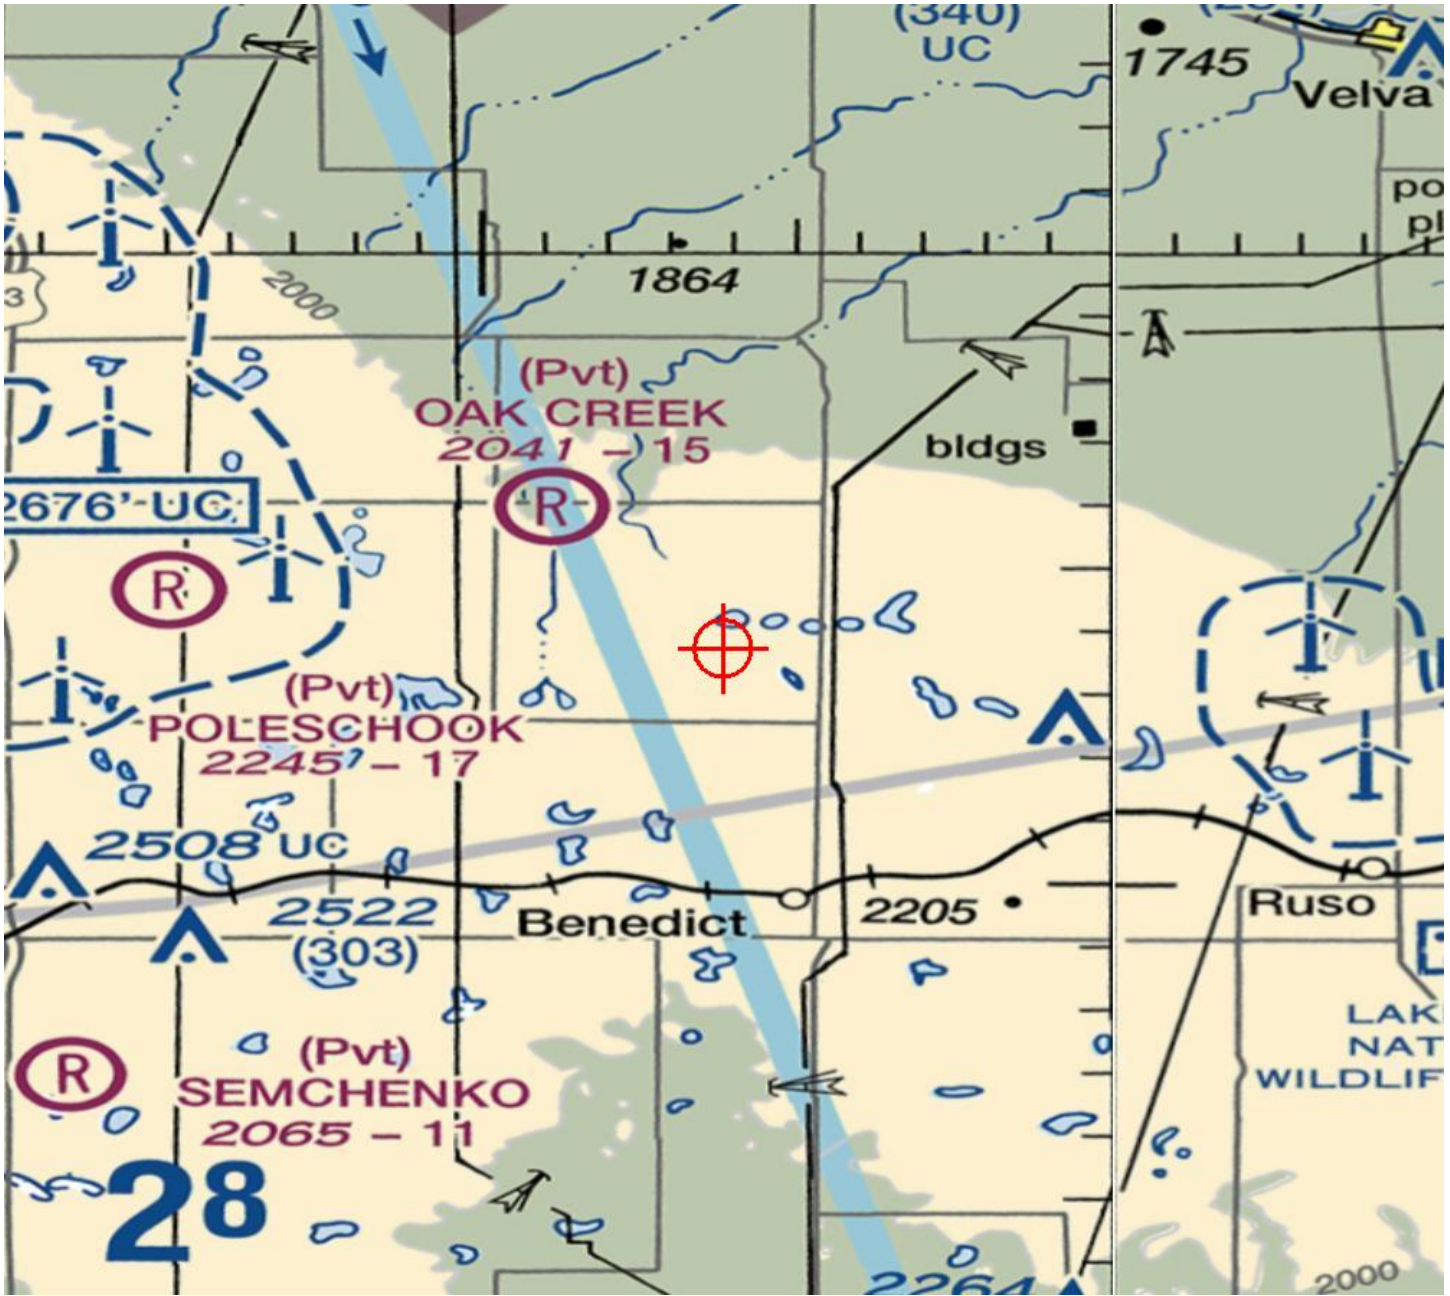 (340)
UC
1745
Velva
2000
1864
3
(Pvt)
OAK CREEK
2041 - 15
R
bldgs
2676' UC
R
(Pvt)
POLESCHOOK
2245 - 17
2508 UC
2522
(303)
Benedict
2205
Ruso
R
(Pvt)
SEMCHENKO
2065 - 11
LAK
NAT
WILDLIF
28
2264
2000
po
pl